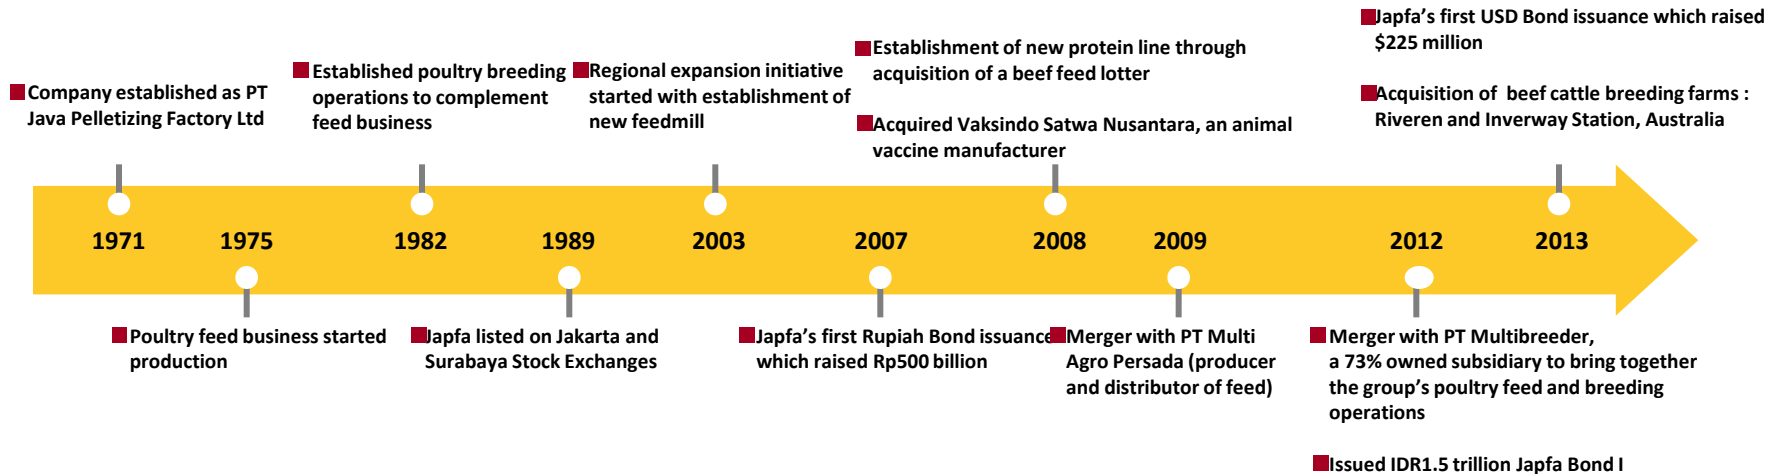 Company established as PT
Java Pelletizing Factory Ltd
Established poultry breeding
operations to complement
feed business
Regional expansion initiative
started with establishment of
new feedmill
Establishment of new protein line through
acquisition of a beef feed lotter
Acquired Vaksindo Satwa Nusantara, an animal
vaccine manufacturer
Japfa’s first USD Bond issuance which raised
$225 million
Acquisition of beef cattle breeding farms :
Riveren and Inverway Station, Australia
1971
1975
1982
1989
2003
2007
2008
2009
2012
2013
Poultry feed business started
production
Japfa listed on Jakarta and
Surabaya Stock Exchanges
Japfa’s first Rupiah Bond issuance
which raised Rp500 billion
Merger with PT Multi
Agro Persada (producer
and distributor of feed)
Merger with PT Multibreeder,
a 73% owned subsidiary to bring together
the group’s poultry feed and breeding
operations
Issued IDR1.5 trillion Japfa Bond I